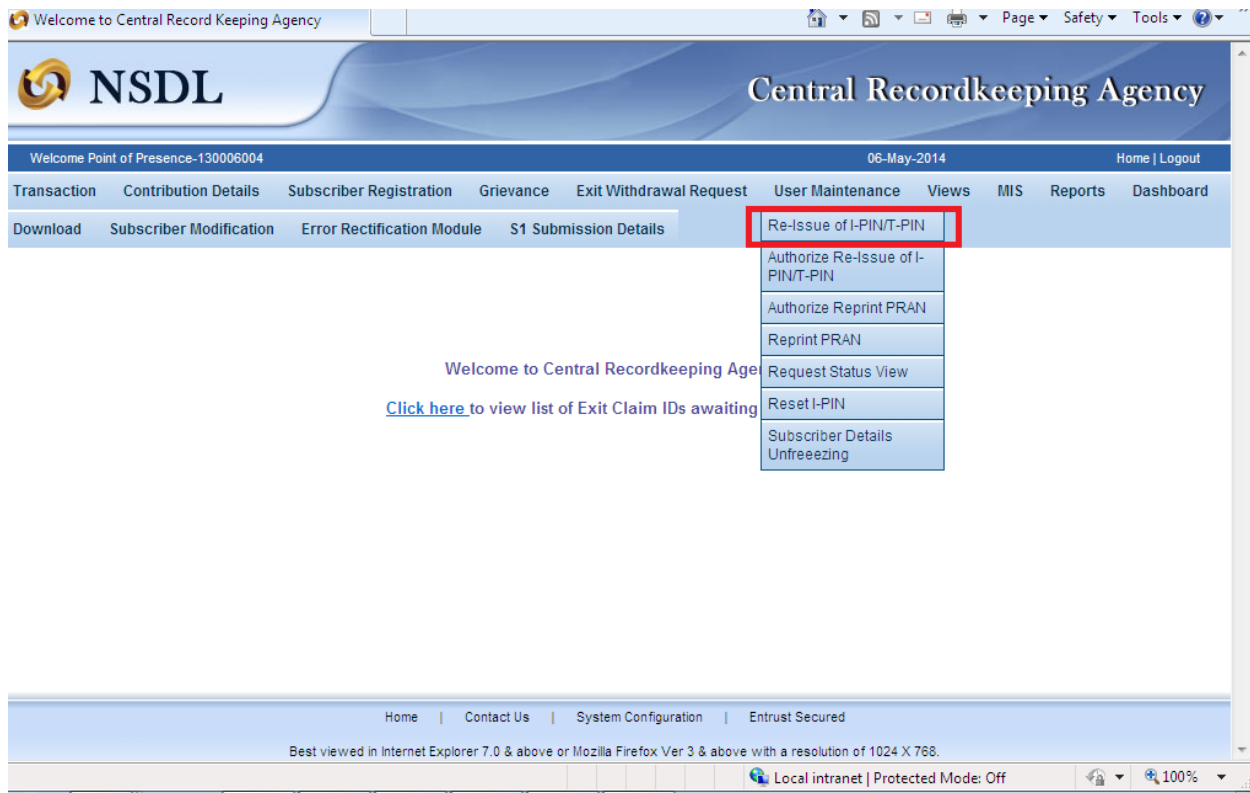 Welcome to Central Record Keeping Agency
Page Safety Tools
NSDL
Central Recordkeeping Agency
Welcome Point of Presence-130006004 06-May-2014 Home | Logout
Transaction Contribution Details Subscriber Registration Grievance Exit Withdrawal Request User Maintenance Views MIS Reports Dashboard
Download Subscriber Modification Error Rectification Module S1 Submission Details
Re-Issue of I-PIN/T-PIN
Authorize Re-Issue of I-
PIN/T-PIN
Authorize Reprint PRAN
Reprint PRAN
Request Status View
Reset I-PIN
Subscriber Details
Unfreeezing
Welcome to Central Recordkeeping Age
Click here to view list of Exit Claim IDs awaiting
Home | Contact Us | System Configuration | Entrust Secured
Best viewed in Internet Explorer 7.0 & above or Mozilla Firefox Ver 3 & above with a resolution of 1024 X 768.
Local intranet | Protected Mode: Off 100%